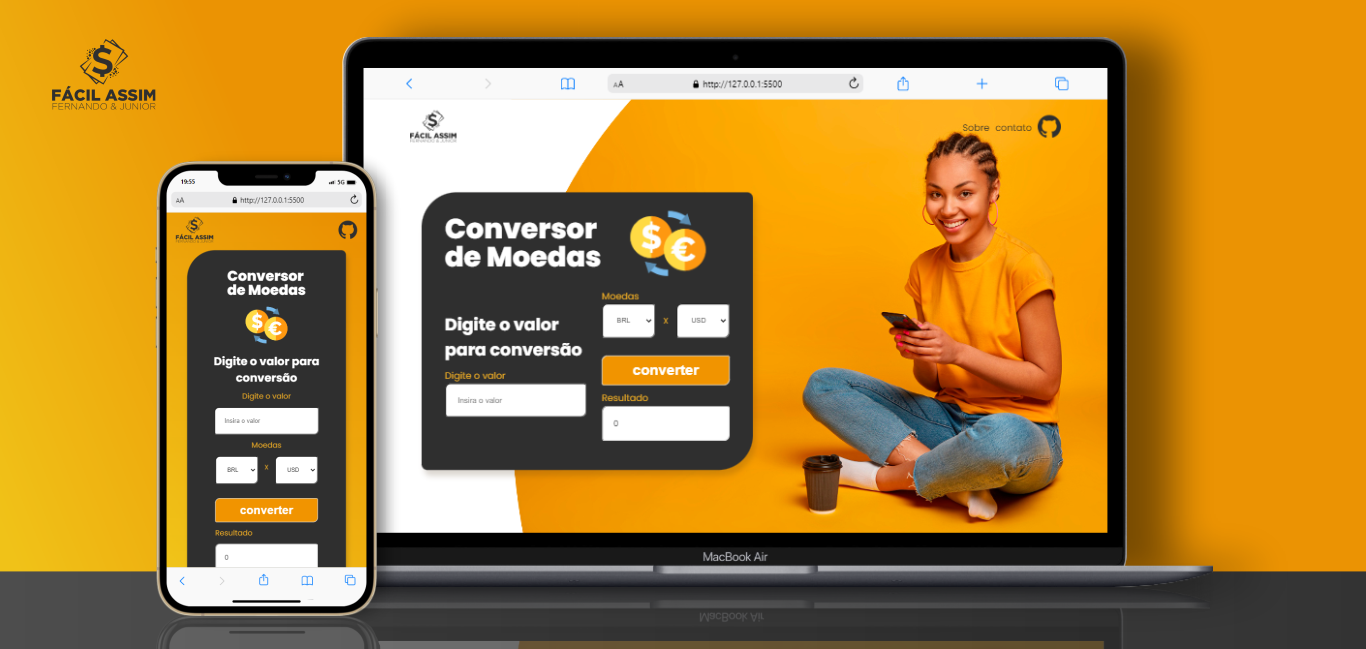 FÁCIL ASSIM
FERNANDO & JUNIOR
19:55
5G
AA
http://127.0.0.1:5500
FÁCIL ASSIM
FERNANDO & JUNIOR
Conversor
de Moedas
$ €
Digite o valor para
conversão
Digite o valor
Insira o valor
Moedas
BRL x USD
converter
Resultado
0
AA
http://127.0.0.1:5500
FÁCIL ASSIM
FERNANDO & JUNIOR
Sobre contato
Conversor
de Moedas
$ €
Digite o valor
para conversão
Digite o valor
Insira o valor
Moedas
BRL x USD
converter
Resultado
0
MacBook Air